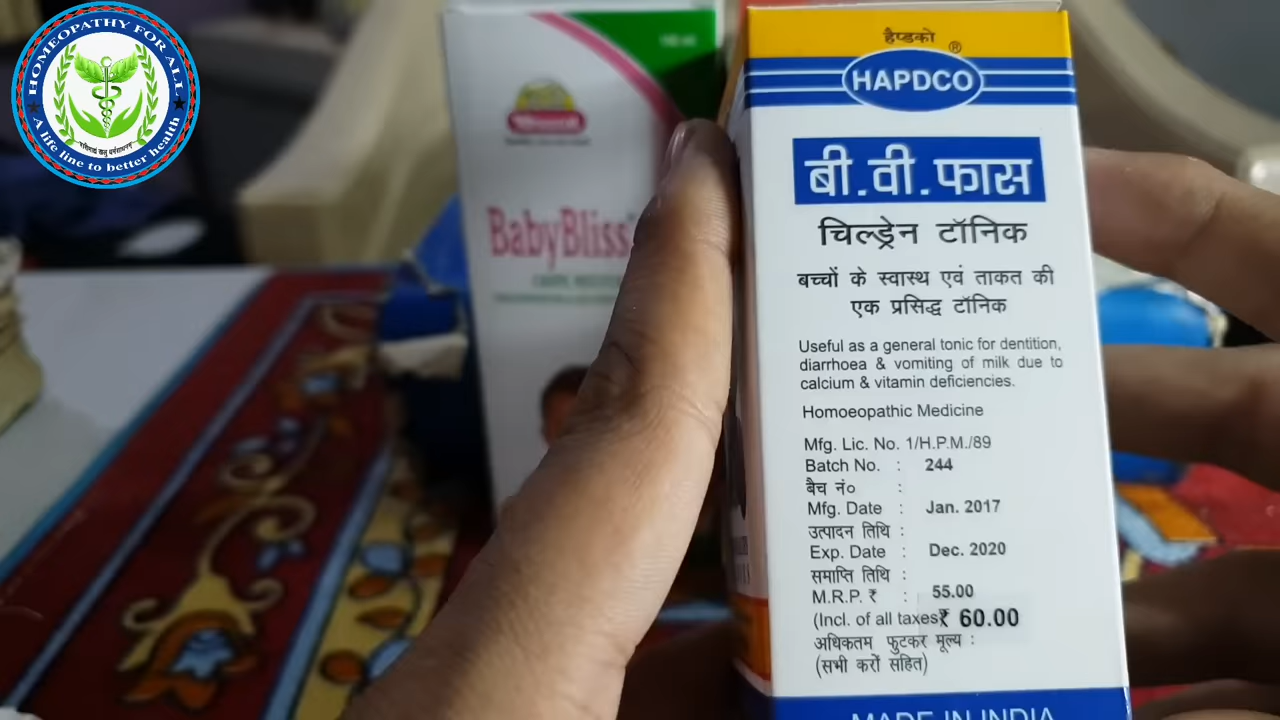 HOMEOPATHY FOR ALL
A life line to better health
BabyBliss
हैप्डको
HAPDCO
®
बी.वी.फास
चिल्ड्रेन टॉनिक
बच्चों के स्वास्थ एवं ताकत की
एक प्रसिद्ध टॉनिक
Useful as a general tonic for dentition,
diarrhoea & vomiting of milk due to
calcium & vitamin deficiencies.
Homoeopathic Medicine
Mfg. Lic. No. 1/H.P.M./89
Batch No. : 244
बैच नं० :
Mfg. Date : Jan. 2017
उत्पादन तिथि :
Exp. Date : Dec. 2020
समाप्ति तिथि :
M.R.P. ₹ : 55.00
(Incl. of all taxes ₹ 60.00
अधिकतम फुटकर मूल्य :
(सभी करों सहित)
MADE IN INDIA